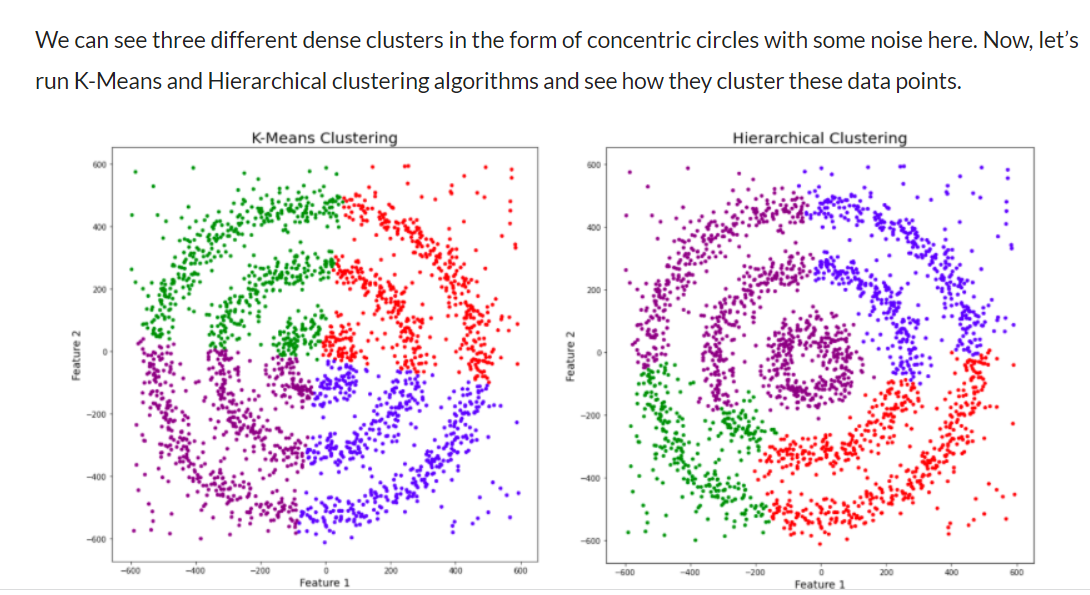 We can see three different dense clusters in the form of concentric circles with some noise here. Now, let’s
run K-Means and Hierarchical clustering algorithms and see how they cluster these data points.
K-Means Clustering
600
400
200
0
−200
−400
−600
Feature 2
−600 −400 −200 0 200 400 600
Feature 1
Hierarchical Clustering
600
400
200
0
−200
−400
−600
Feature 2
−600 −400 −200 0 200 400 600
Feature 1